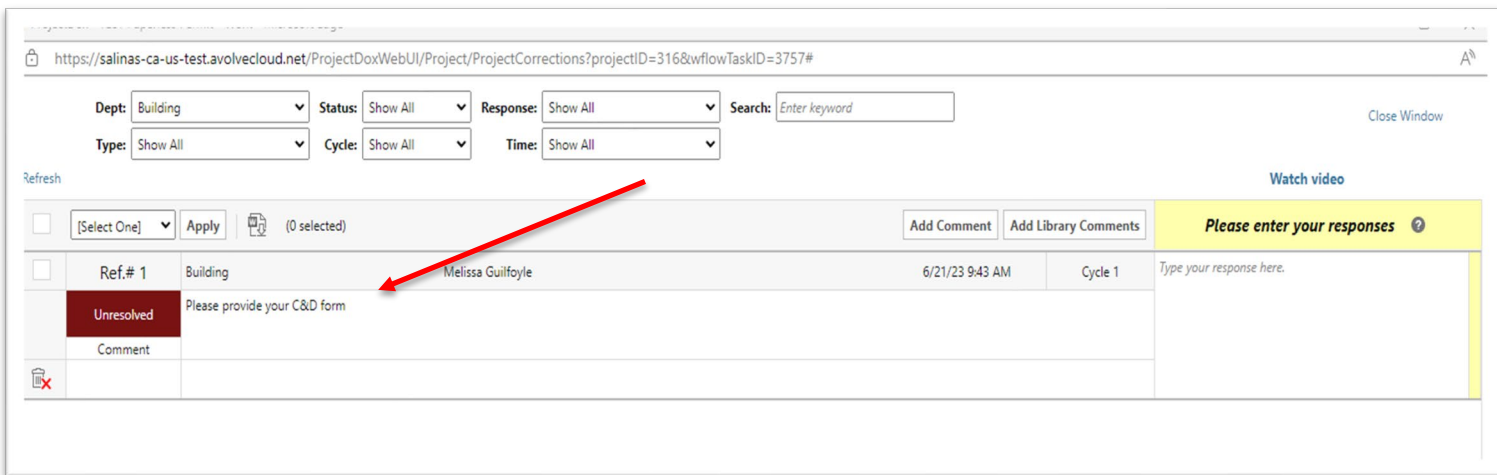 https://salinas-ca-us-test.avolvecloud.net/ProjectDoxWebUI/Project/ProjectCorrections?projectID=316&wflowTaskID=3757# A
Dept: Building Status: Show All Response: Show All Search: Enter keyword
Close Window
Type: Show All Cycle: Show All Time: Show All
Refresh Watch video
[Select One] Apply (0 selected) Add Comment Add Library Comments Please enter your responses ?
Ref.# 1 Building Melissa Guilfoyle 6/21/23 9:43 AM Cycle 1 Type your response here.
Unresolved Please provide your C&D form
Comment